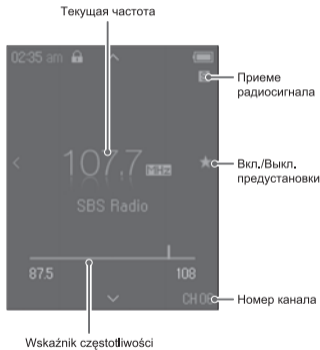 Текущая частота
02:35 am
Приеме
радиосигнала
107.7 MHz
Вкл./Выкл.
предустановки
SBS Radio
87.5 108
CH 06
Номер канала
Wskaźnik częstotliwości